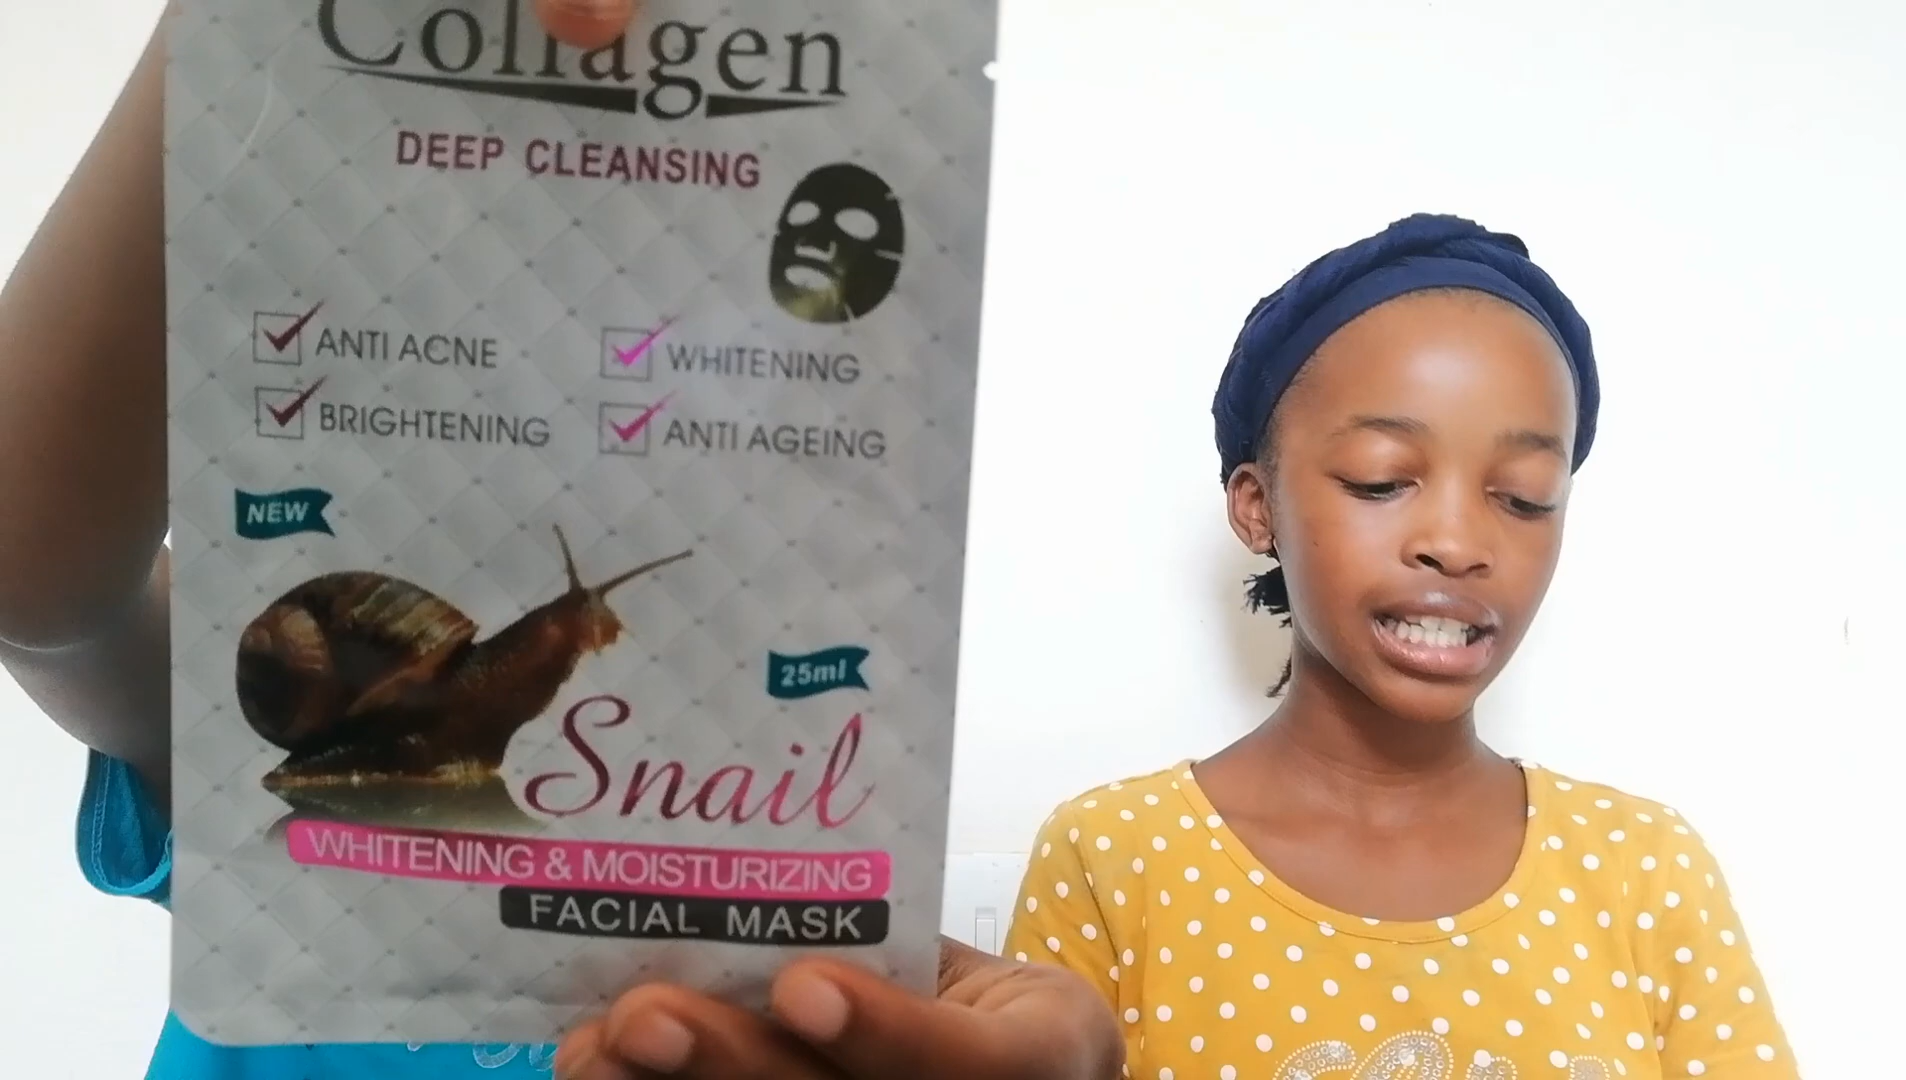 Collagen
DEEP CLEANSING
ANTI ACNE
WHITENING
BRIGHTENING
ANTI AGEING
NEW
25ml
Snail
WHITENING & MOISTURIZING
FACIAL MASK